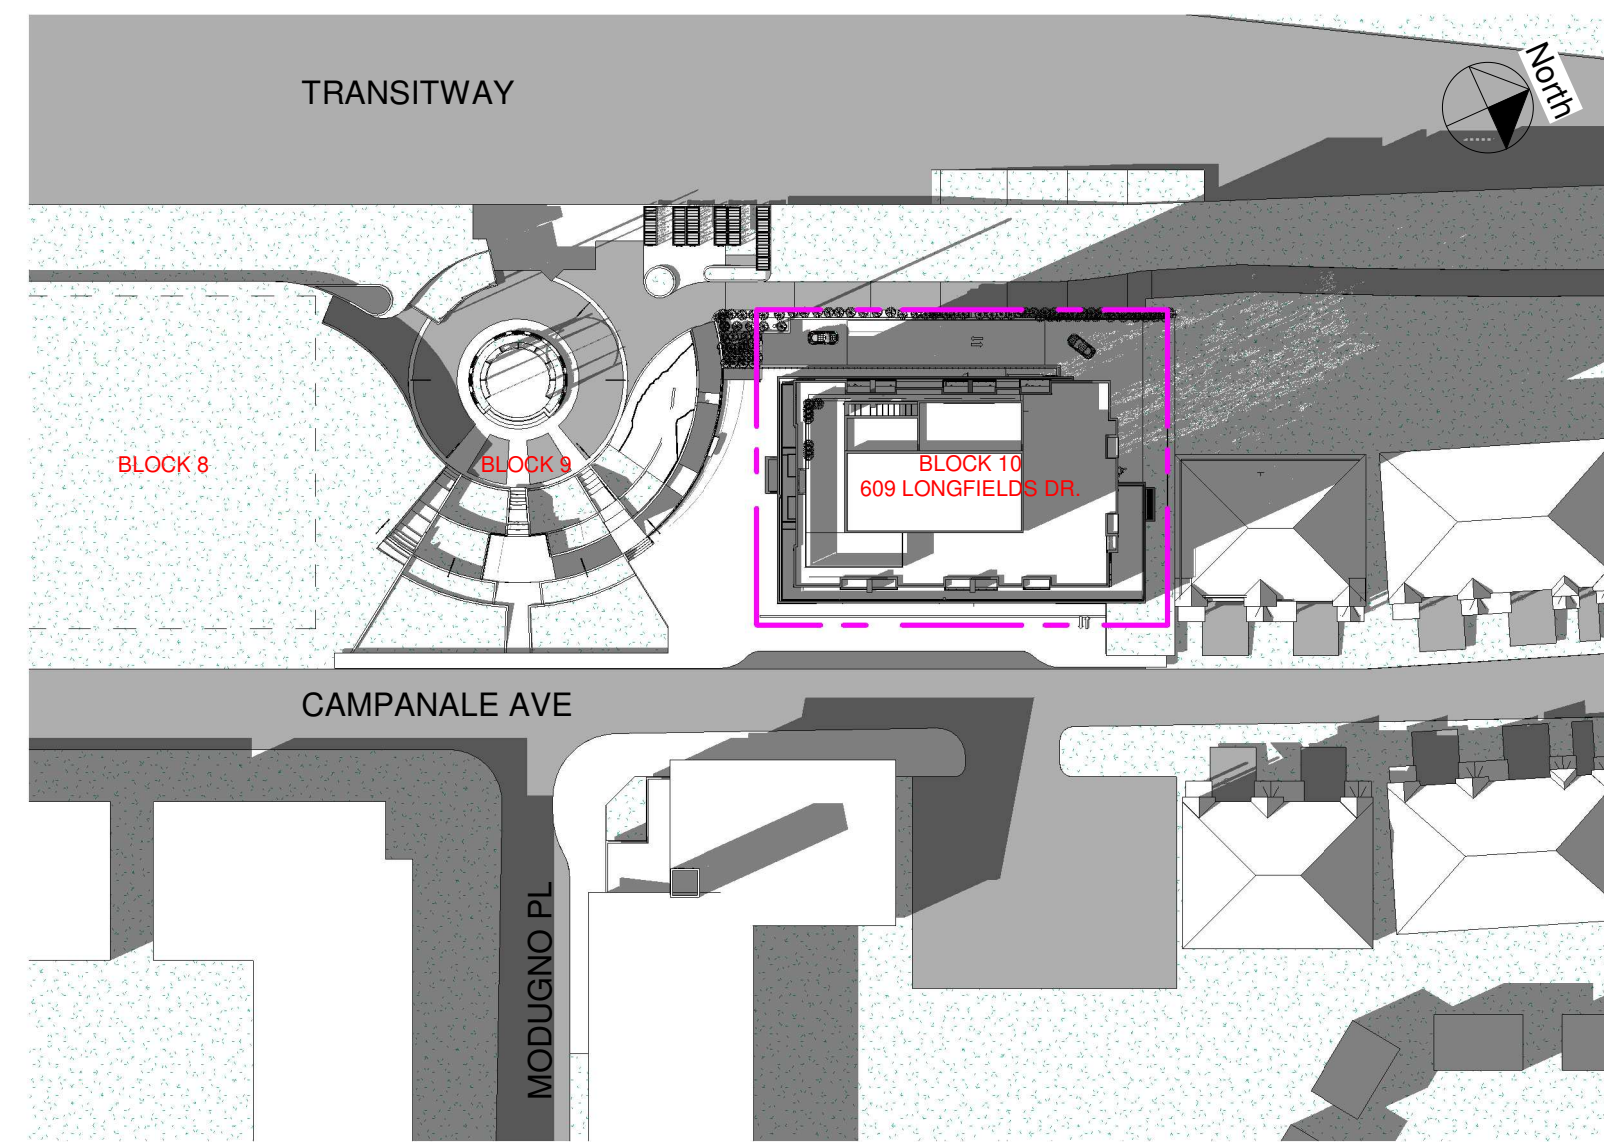 TRANSITWAY
North
BLOCK 8
BLOCK 9
BLOCK 10
609 LONGFIELDS DR.
CAMPANALE AVE
MODUGNO PL